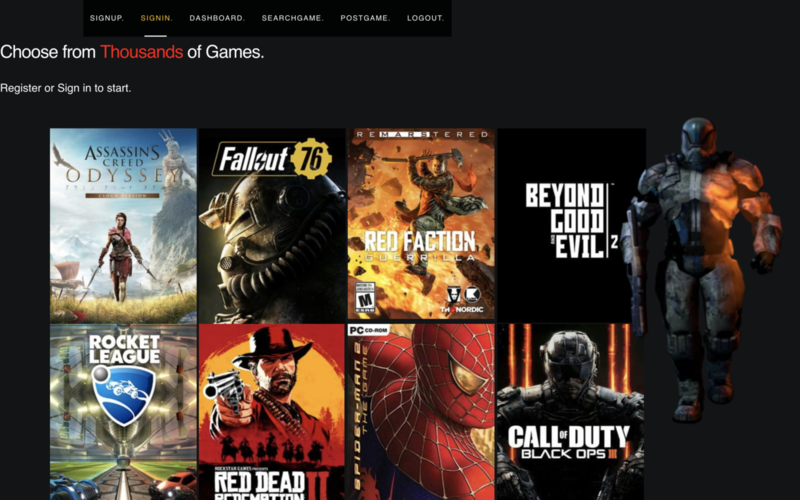 SIGNUP. SIGNIN. DASHBOARD. SEARCHGAME. POSTGAME. LOGOUT.
Choose from Thousands of Games.
Register or Sign in to start.
ASSASSIN'S
CREED
ODYSSEY
Fallout 76
REMARSTERED
RED FACTION
GUERRILLA
M
THQ NORDIC
BEYOND
GOOD
AND
EVIL 2
ROCKET
LEAGUE
ROCKSTAR GAMES PRESENTS
RED DEAD
REDEMPTION II
PC CD-ROM
SPIDER-MAN 2
THE GAME
CALL OF DUTY
BLACK OPS III